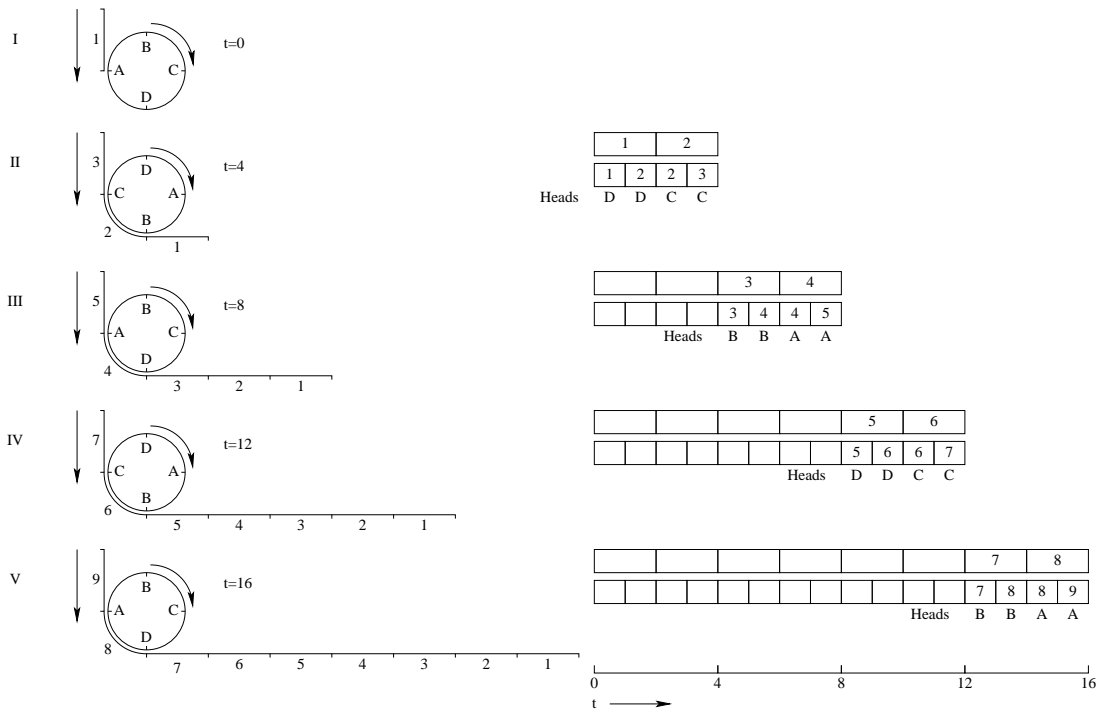 I
1
B
A
C
D
t=0
II
3
D
C
A
B
t=4
2
1
1 2
1 2 2 3
Heads D D C C
III
5
B
A
C
D
t=8
4
3 2 1
3 4
3 4 4 5
Heads B B A A
IV
7
D
C
A
B
t=12
6
5 4 3 2 1
5 6
5 6 6 7
Heads D D C C
V
9
B
A
C
D
t=16
8
7 6 5 4 3 2 1
7 8
7 8 8 9
Heads B B A A
0 4 8 12 16
t